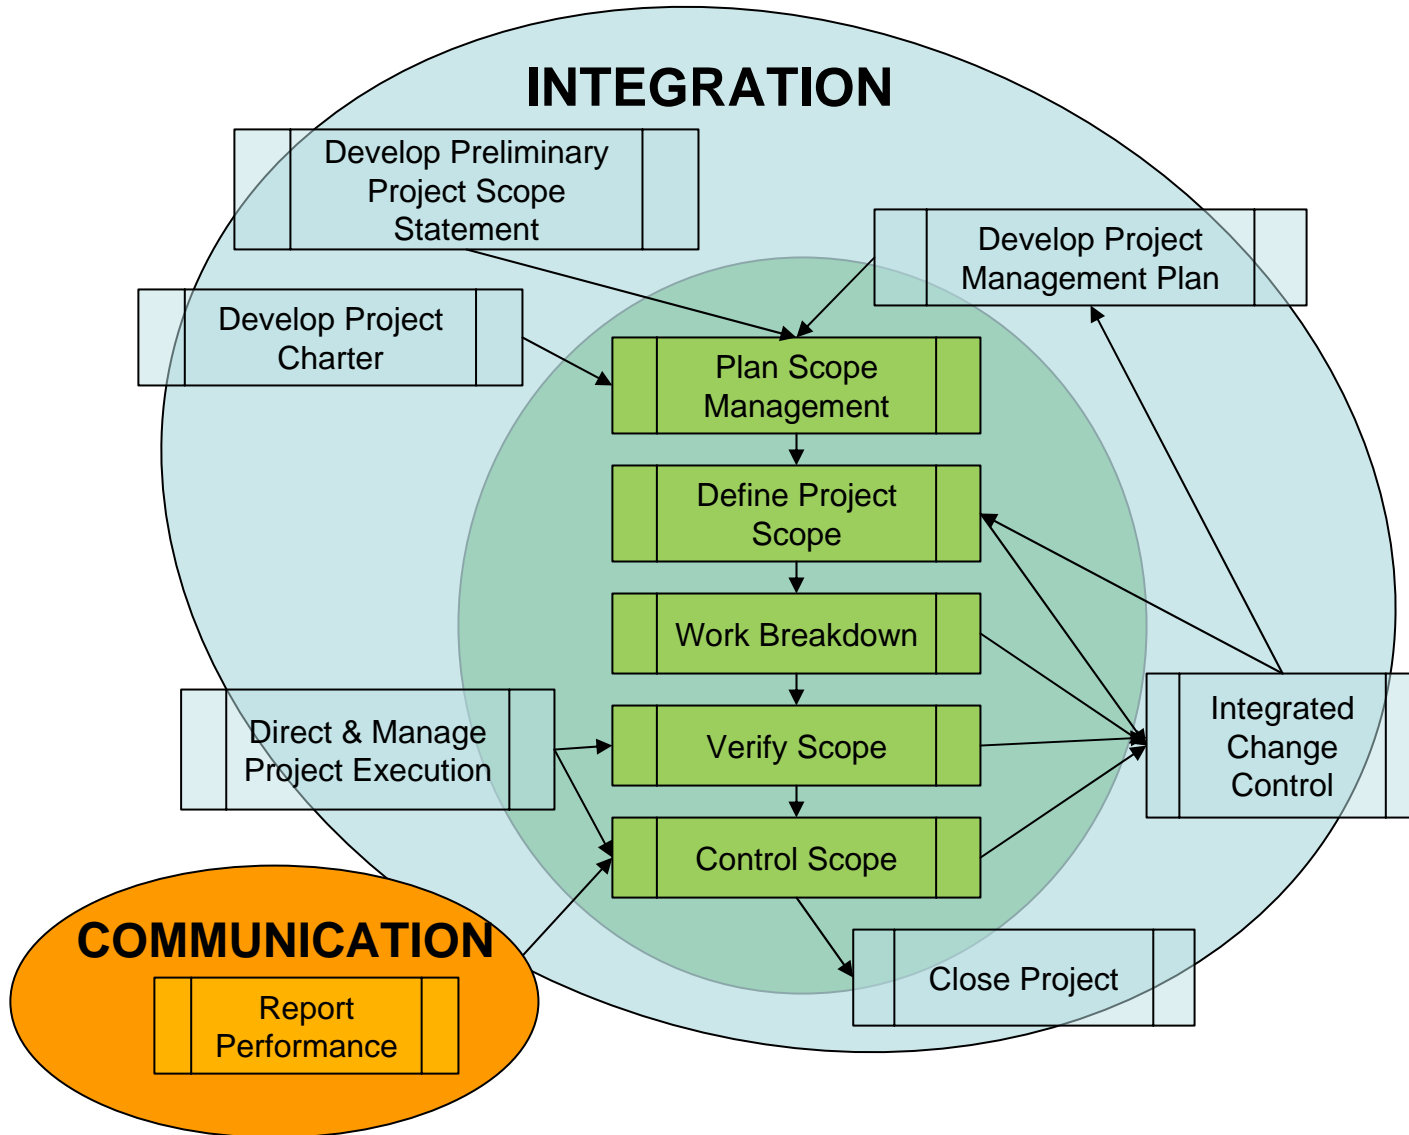 INTEGRATION
Develop Preliminary
Project Scope
Statement
Develop Project
Management Plan
Develop Project
Charter
Plan Scope
Management
Define Project
Scope
Work Breakdown
Direct & Manage
Project Execution
Verify Scope
Integrated
Change
Control
Control Scope
COMMUNICATION
Report
Performance
Close Project